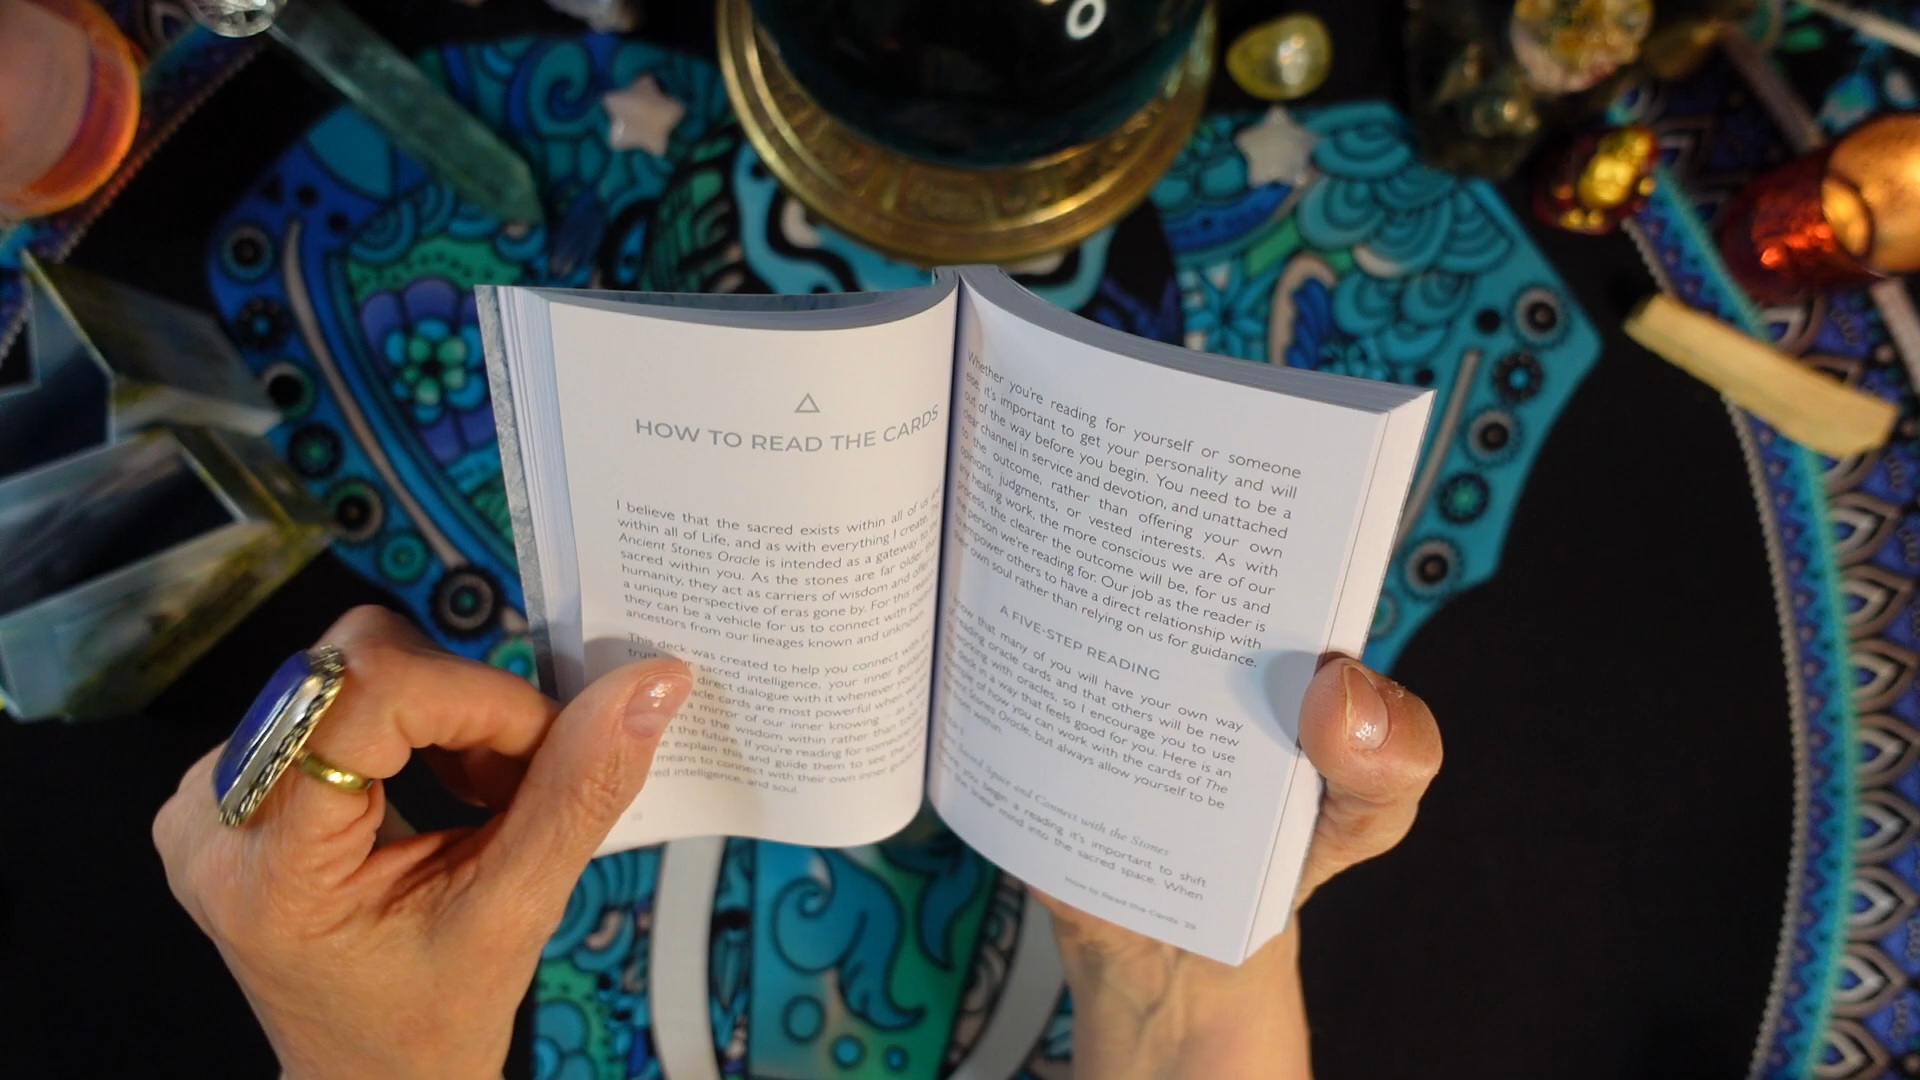 HOW TO READ THE CARDS
I believe that the sacred exists within all of us and
within all of Life, and as with everything I create, The
Ancient Stones Oracle is intended as a gateway to the
sacred within you. As the stones are far older than
humanity, they act as carriers of wisdom and offer
a unique perspective of eras gone by. For this reason
they can be a vehicle for us to connect with
ancestors from our lineages known and unknown.
This deck was created to help you connect with
sacred intelligence, your inner guidance
direct dialogue with it whenever you
cards are most powerful when
a mirror of our inner knowing – as a
to the wisdom within rather than
the future. If you're reading for someone
explain this and guide them to see the
means to connect with their own inner
intelligence, and soul.
Whether you're reading for yourself or someone
else, it's important to get your personality and will
out of the way before you begin. You need to be a
clear channel in service and devotion, and unattached
to the outcome, rather than offering your own
opinions, judgments, or vested interests. As with
any healing work, the more conscious we are of our
process, the clearer the outcome will be, for us and
the person we're reading for. Our job as the reader is
to empower others to have a direct relationship with
their own soul rather than relying on us for guidance.
A FIVE-STEP READING
know that many of you will have your own way
of reading oracle cards and that others will be new
to working with oracles, so I encourage you to use
deck in a way that feels good for you. Here is an
example of how you can work with the cards of The
Ancient Stones Oracle, but always allow yourself to be
from within.
Sacred Space and Connect with the Stones
you begin a reading it's important to shift
the linear mind into the sacred space. When
How to Read the Cards 39